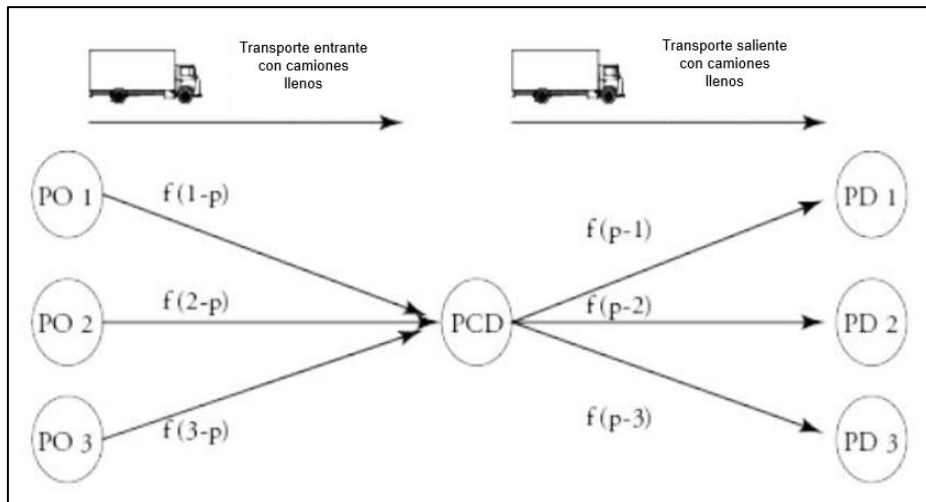 Transporte entrante
con camiones
llenos
Transporte saliente
con camiones
llenos
PO 1
f (1-p)
f (p-1)
PD 1
PO 2
f (2-p)
PCD
f (p-2)
PD 2
PO 3
f (3-p)
f (p-3)
PD 3